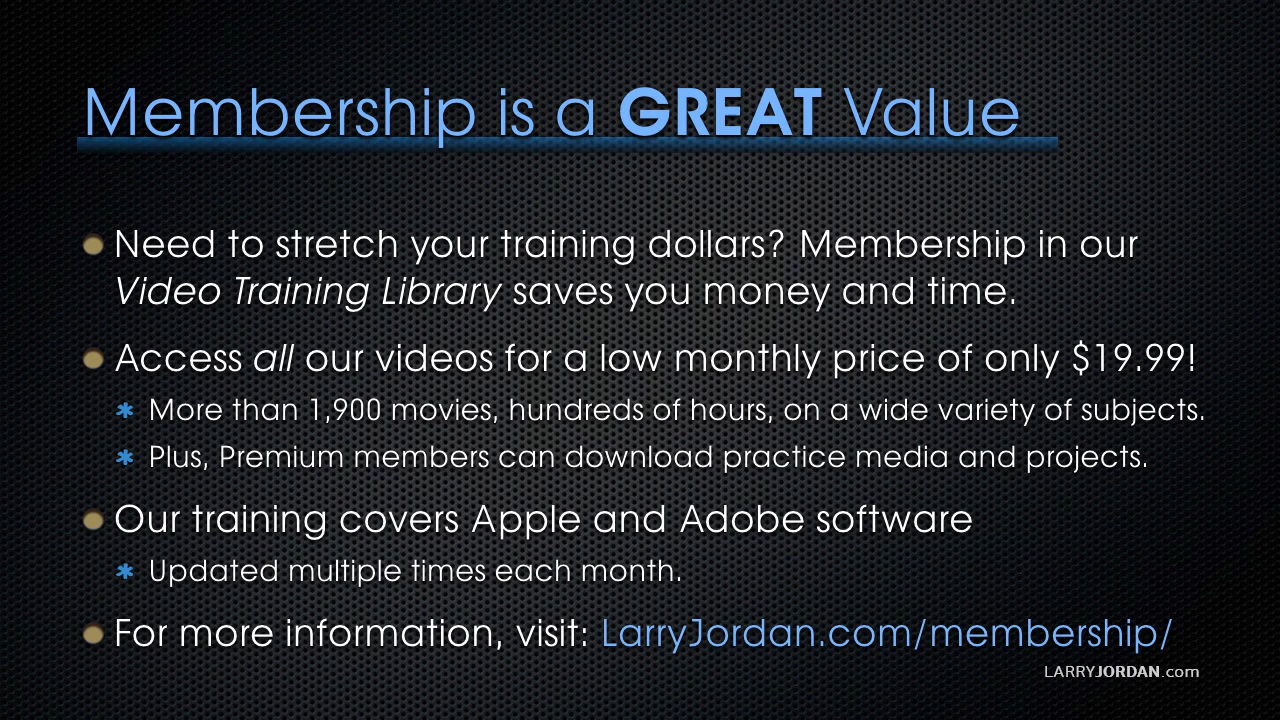 Membership is a GREAT Value
Need to stretch your training dollars? Membership in our
Video Training Library saves you money and time.
Access all our videos for a low monthly price of only $19.99!
More than 1,900 movies, hundreds of hours, on a wide variety of subjects.
Plus, Premium members can download practice media and projects.
Our training covers Apple and Adobe software
Updated multiple times each month.
For more information, visit: LarryJordan.com/membership/
LARRYJORDAN.com